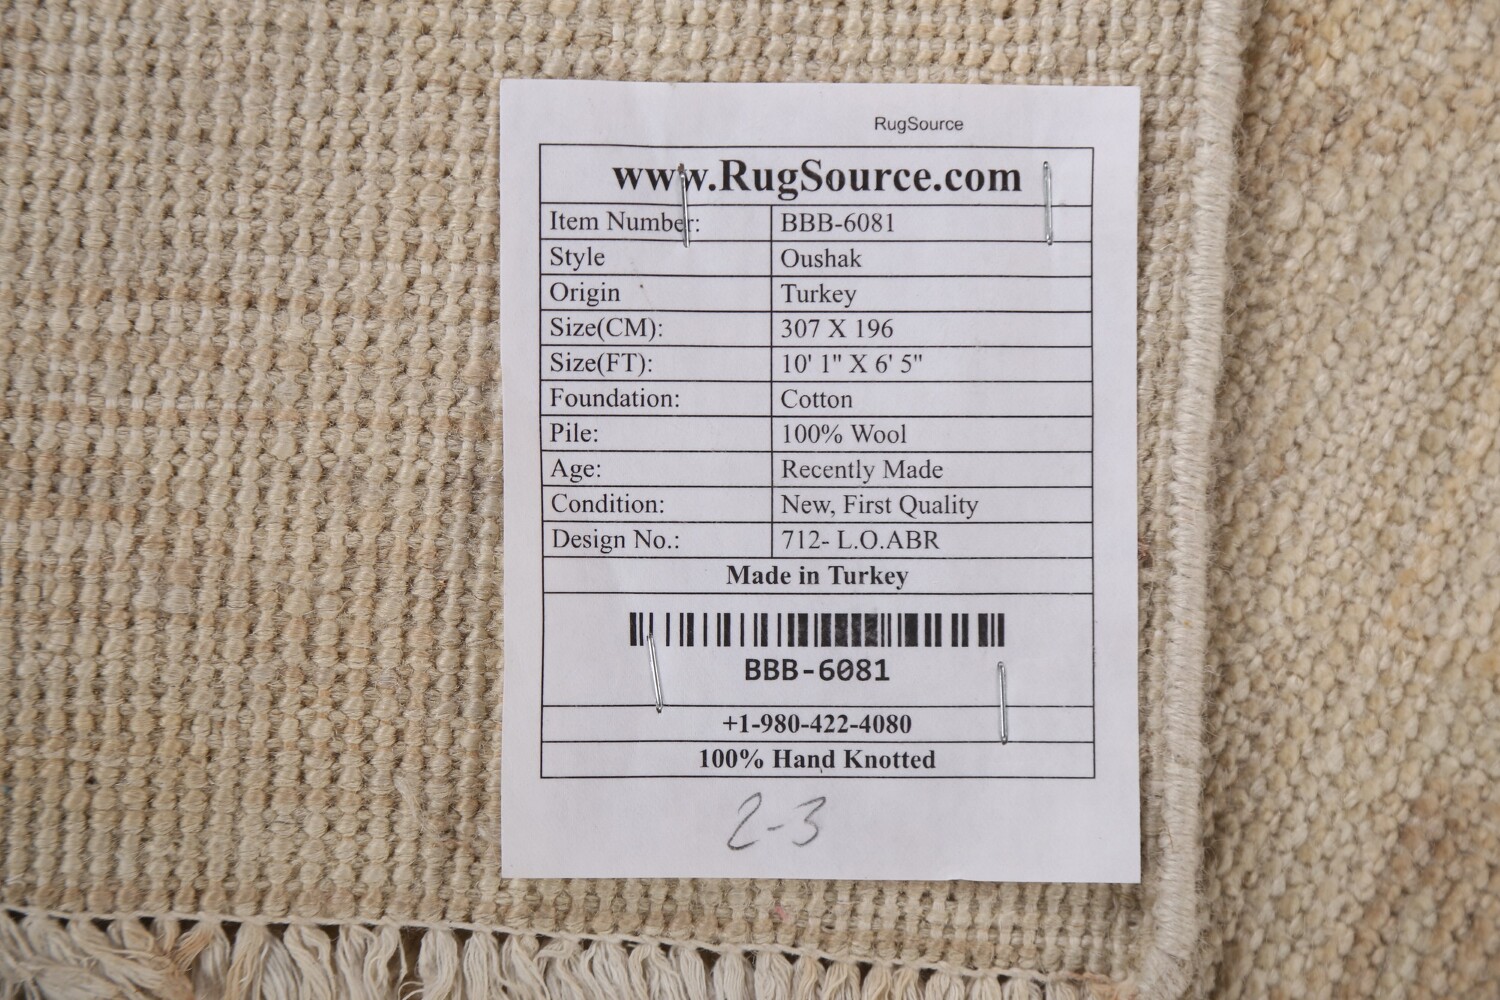 RugSource
www.RugSource.com
Item Number: BBB-6081
Style Oushak
Origin Turkey
Size(CM): 307 X 196
Size(FT): 10' 1" X 6' 5"
Foundation: Cotton
Pile: 100% Wool
Age: Recently Made
Condition: New, First Quality
Design No.: 712- L.O.ABR
Made in Turkey
BBB-6081
+1-980-422-4080
100% Hand Knotted
2-3